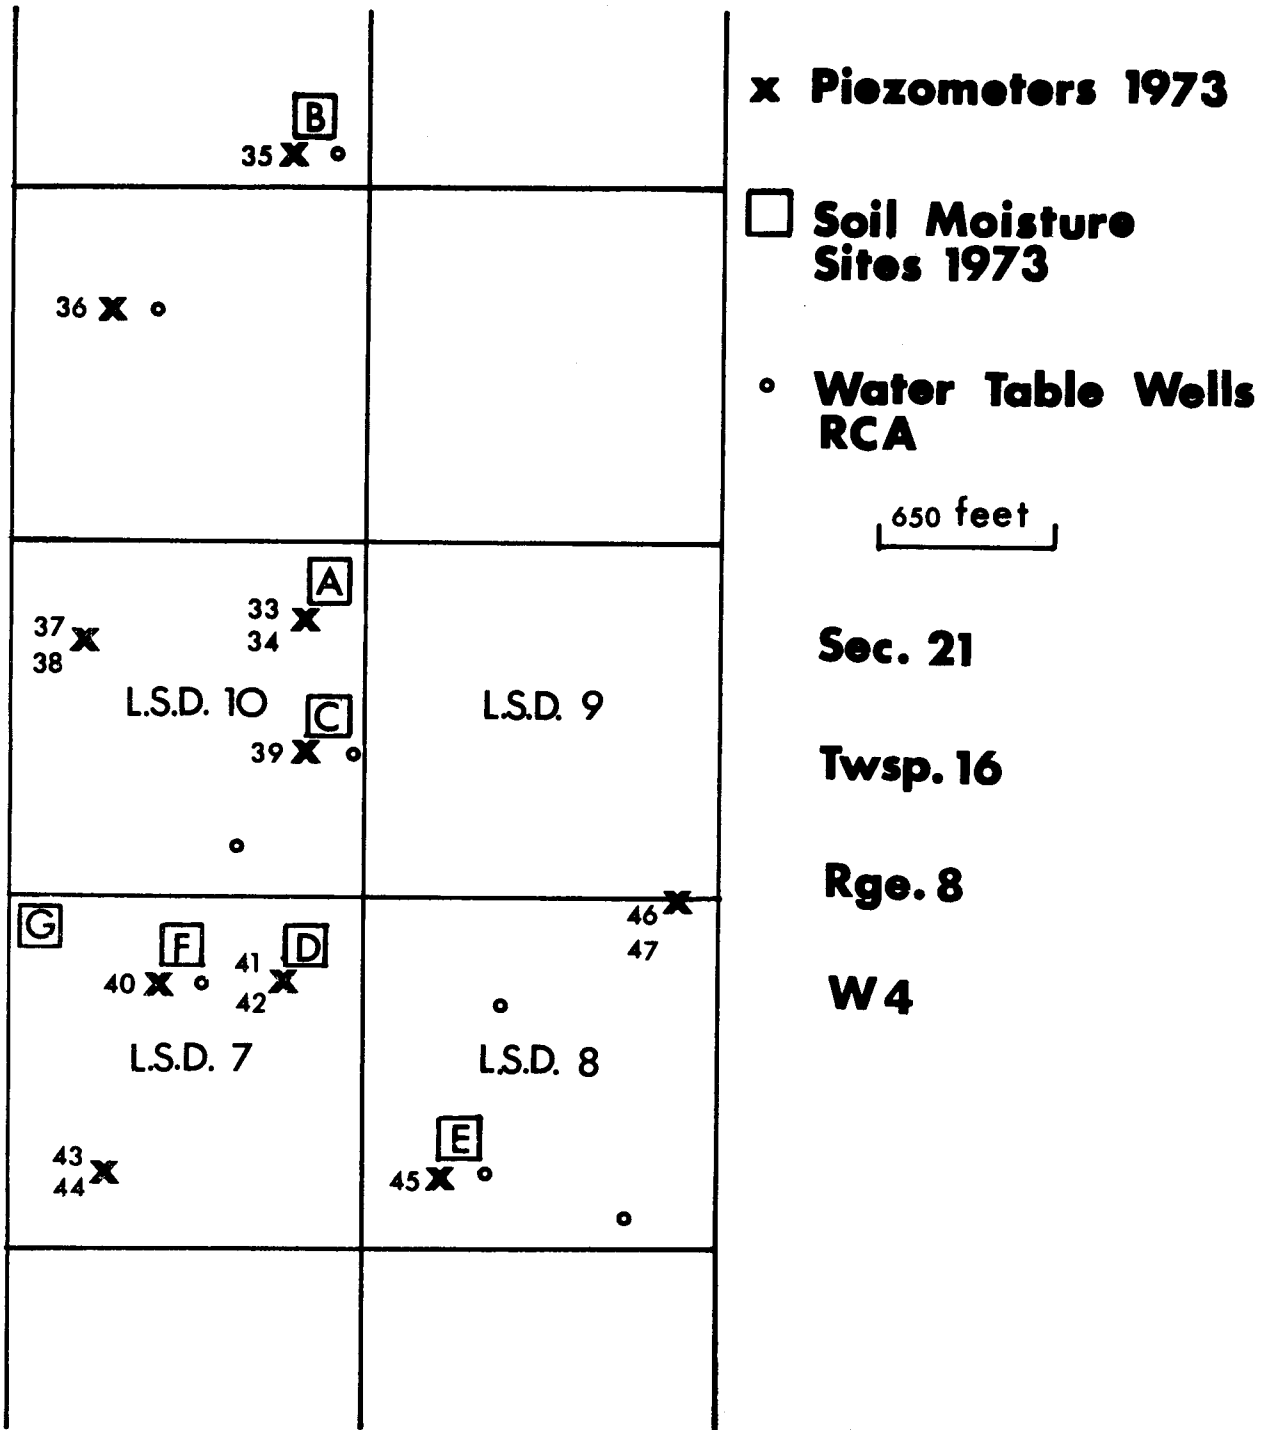 x Piezometers 1973
B
35
Soil Moisture
Sites 1973
36
Water Table Wells
RCA
650 feet
A
33
34
37
38
Sec. 21
L.S.D. 10
C
L.S.D. 9
39
Twsp. 16
Rge. 8
G
F
D
46
47
40
41
42
W4
L.S.D. 7
L.S.D. 8
E
43
44
45